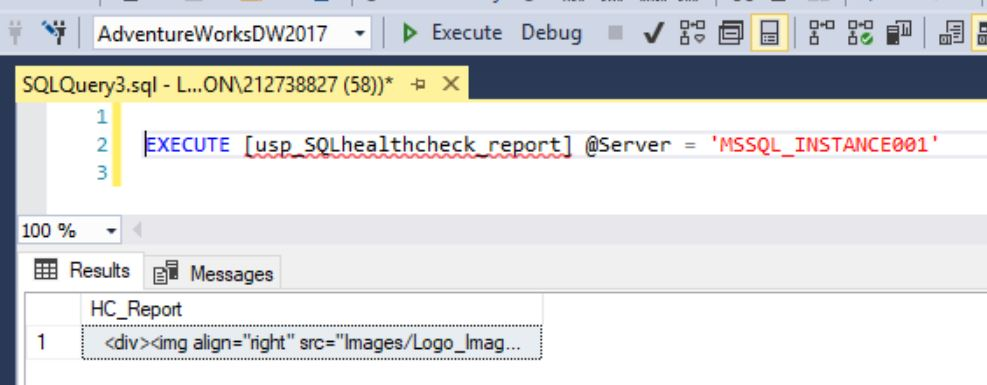 AdventureWorksDW2017 Execute Debug
SQLQuery3.sql - L...ON\212738827 (58))*
1
2 EXECUTE [usp_SQLhealthcheck_report] @Server = 'MSSQL_INSTANCE001'
3
100 %
Results Messages
HC_Report
1 <div><img align="right" src="Images/Logo_Imag...